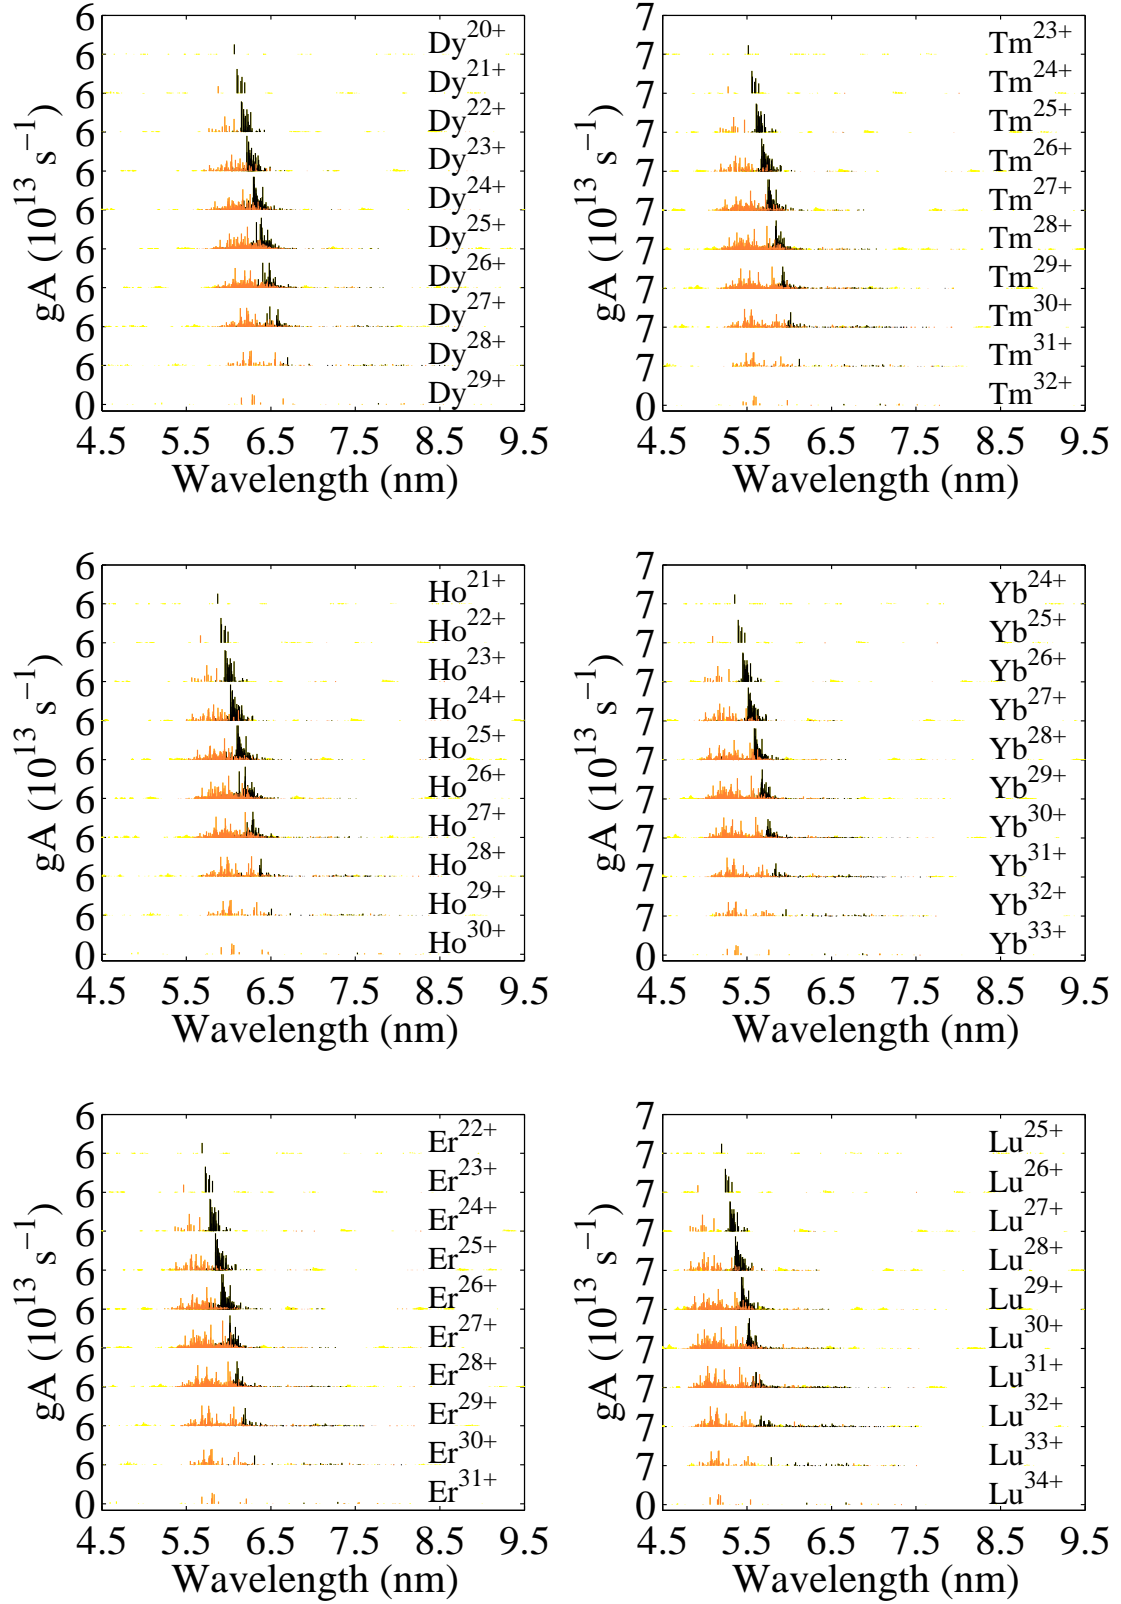 6
Dy20+
6
Dy21+
6
Dy22+
6
Dy23+
6
Dy24+
6
Dy25+
6
Dy26+
6
Dy27+
6
Dy28+
6
Dy29+
0
4.5 5.5 6.5 7.5 8.5 9.5
Wavelength (nm)
gA (10^13 s^−1)
7
Tm23+
7
Tm24+
7
Tm25+
7
Tm26+
7
Tm27+
7
Tm28+
7
Tm29+
7
Tm30+
7
Tm31+
7
Tm32+
0
4.5 5.5 6.5 7.5 8.5 9.5
Wavelength (nm)
gA (10^13 s^−1)
6
Ho21+
6
Ho22+
6
Ho23+
6
Ho24+
6
Ho25+
6
Ho26+
6
Ho27+
6
Ho28+
6
Ho29+
6
Ho30+
0
4.5 5.5 6.5 7.5 8.5 9.5
Wavelength (nm)
gA (10^13 s^−1)
7
Yb24+
7
Yb25+
7
Yb26+
7
Yb27+
7
Yb28+
7
Yb29+
7
Yb30+
7
Yb31+
7
Yb32+
7
Yb33+
0
4.5 5.5 6.5 7.5 8.5 9.5
Wavelength (nm)
gA (10^13 s^−1)
6
Er22+
6
Er23+
6
Er24+
6
Er25+
6
Er26+
6
Er27+
6
Er28+
6
Er29+
6
Er30+
6
Er31+
0
4.5 5.5 6.5 7.5 8.5 9.5
Wavelength (nm)
gA (10^13 s^−1)
7
Lu25+
7
Lu26+
7
Lu27+
7
Lu28+
7
Lu29+
7
Lu30+
7
Lu31+
7
Lu32+
7
Lu33+
7
Lu34+
0
4.5 5.5 6.5 7.5 8.5 9.5
Wavelength (nm)
gA (10^13 s^−1)